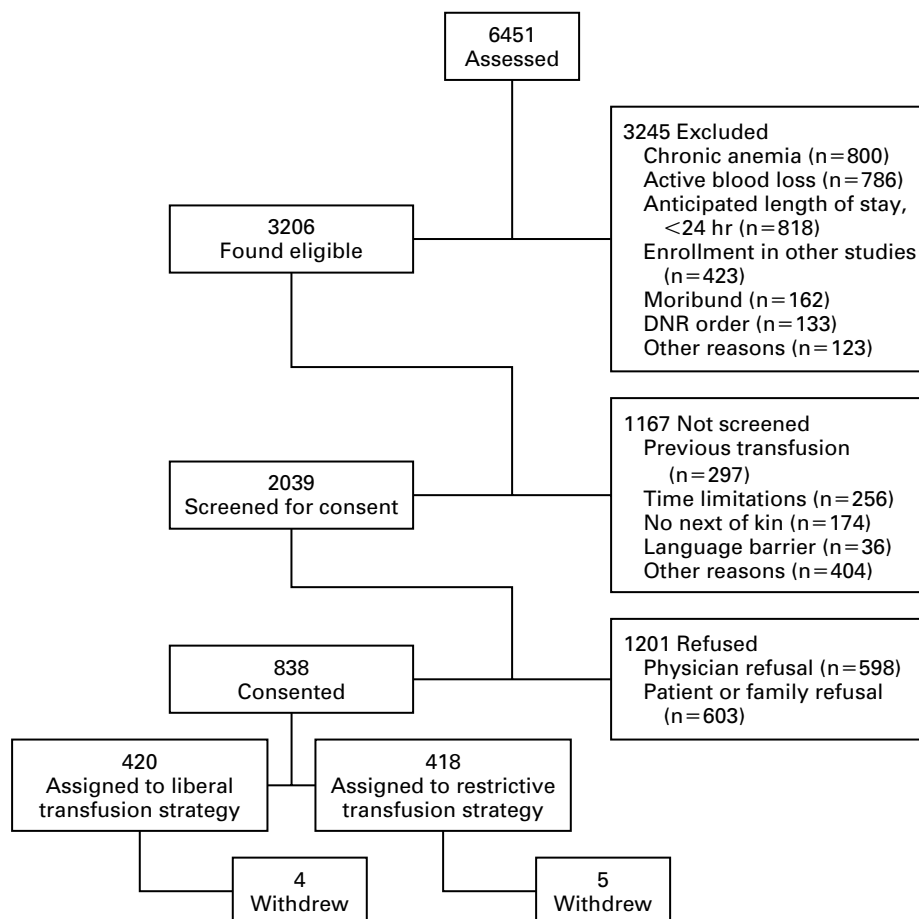 6451
Assessed
3245 Excluded
Chronic anemia (n=800)
Active blood loss (n=786)
Anticipated length of stay,
<24 hr (n=818)
Enrollment in other studies
(n=423)
Moribund (n=162)
DNR order (n=133)
Other reasons (n=123)
3206
Found eligible
1167 Not screened
Previous transfusion
(n=297)
Time limitations (n=256)
No next of kin (n=174)
Language barrier (n=36)
Other reasons (n=404)
2039
Screened for consent
1201 Refused
Physician refusal (n=598)
Patient or family refusal
(n=603)
838
Consented
420
Assigned to liberal
transfusion strategy
418
Assigned to restrictive
transfusion strategy
4
Withdrew
5
Withdrew